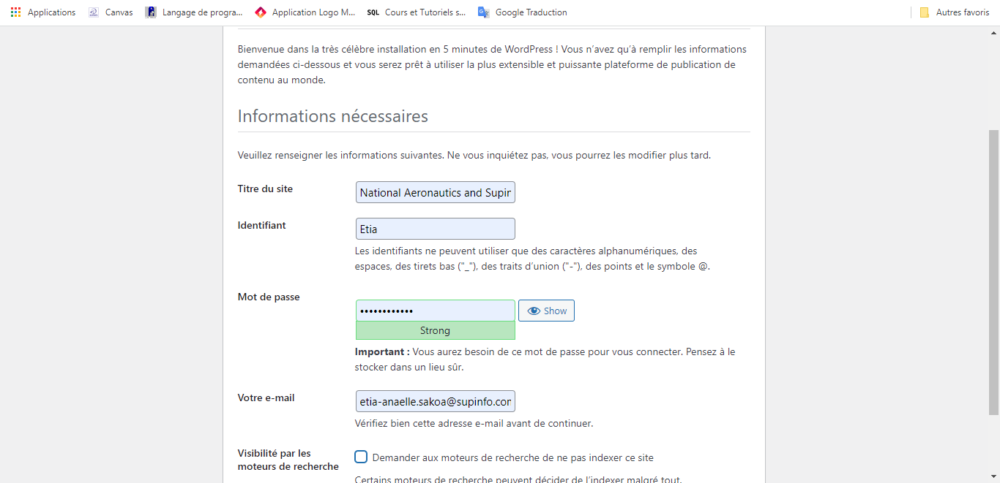 Applications Canvas Langage de progra... Application Logo M... SQL Cours et Tutoriels s... Google Traduction Autres favoris
Bienvenue dans la très célèbre installation en 5 minutes de WordPress ! Vous n’avez qu’à remplir les informations
demandées ci-dessous et vous serez prêt à utiliser la plus extensible et puissante plateforme de publication de
contenu au monde.
Informations nécessaires
Veuillez renseigner les informations suivantes. Ne vous inquiétez pas, vous pourrez les modifier plus tard.
Titre du site National Aeronautics and Supin
Identifiant Etia
Les identifiants ne peuvent utiliser que des caractères alphanumériques, des
espaces, des tirets bas ("_"), des traits d’union ("-"), des points et le symbole @.
Mot de passe •••••••••••• Show
Strong
Important : Vous aurez besoin de ce mot de passe pour vous connecter. Pensez à le
stocker dans un lieu sûr.
Votre e-mail etia-anaelle.sakoa@supinfo.com
Vérifiez bien cette adresse e-mail avant de continuer.
Visibilité par les
moteurs de recherche Demander aux moteurs de recherche de ne pas indexer ce site
Certains moteurs de recherche peuvent décider de l’indexer malgré tout.